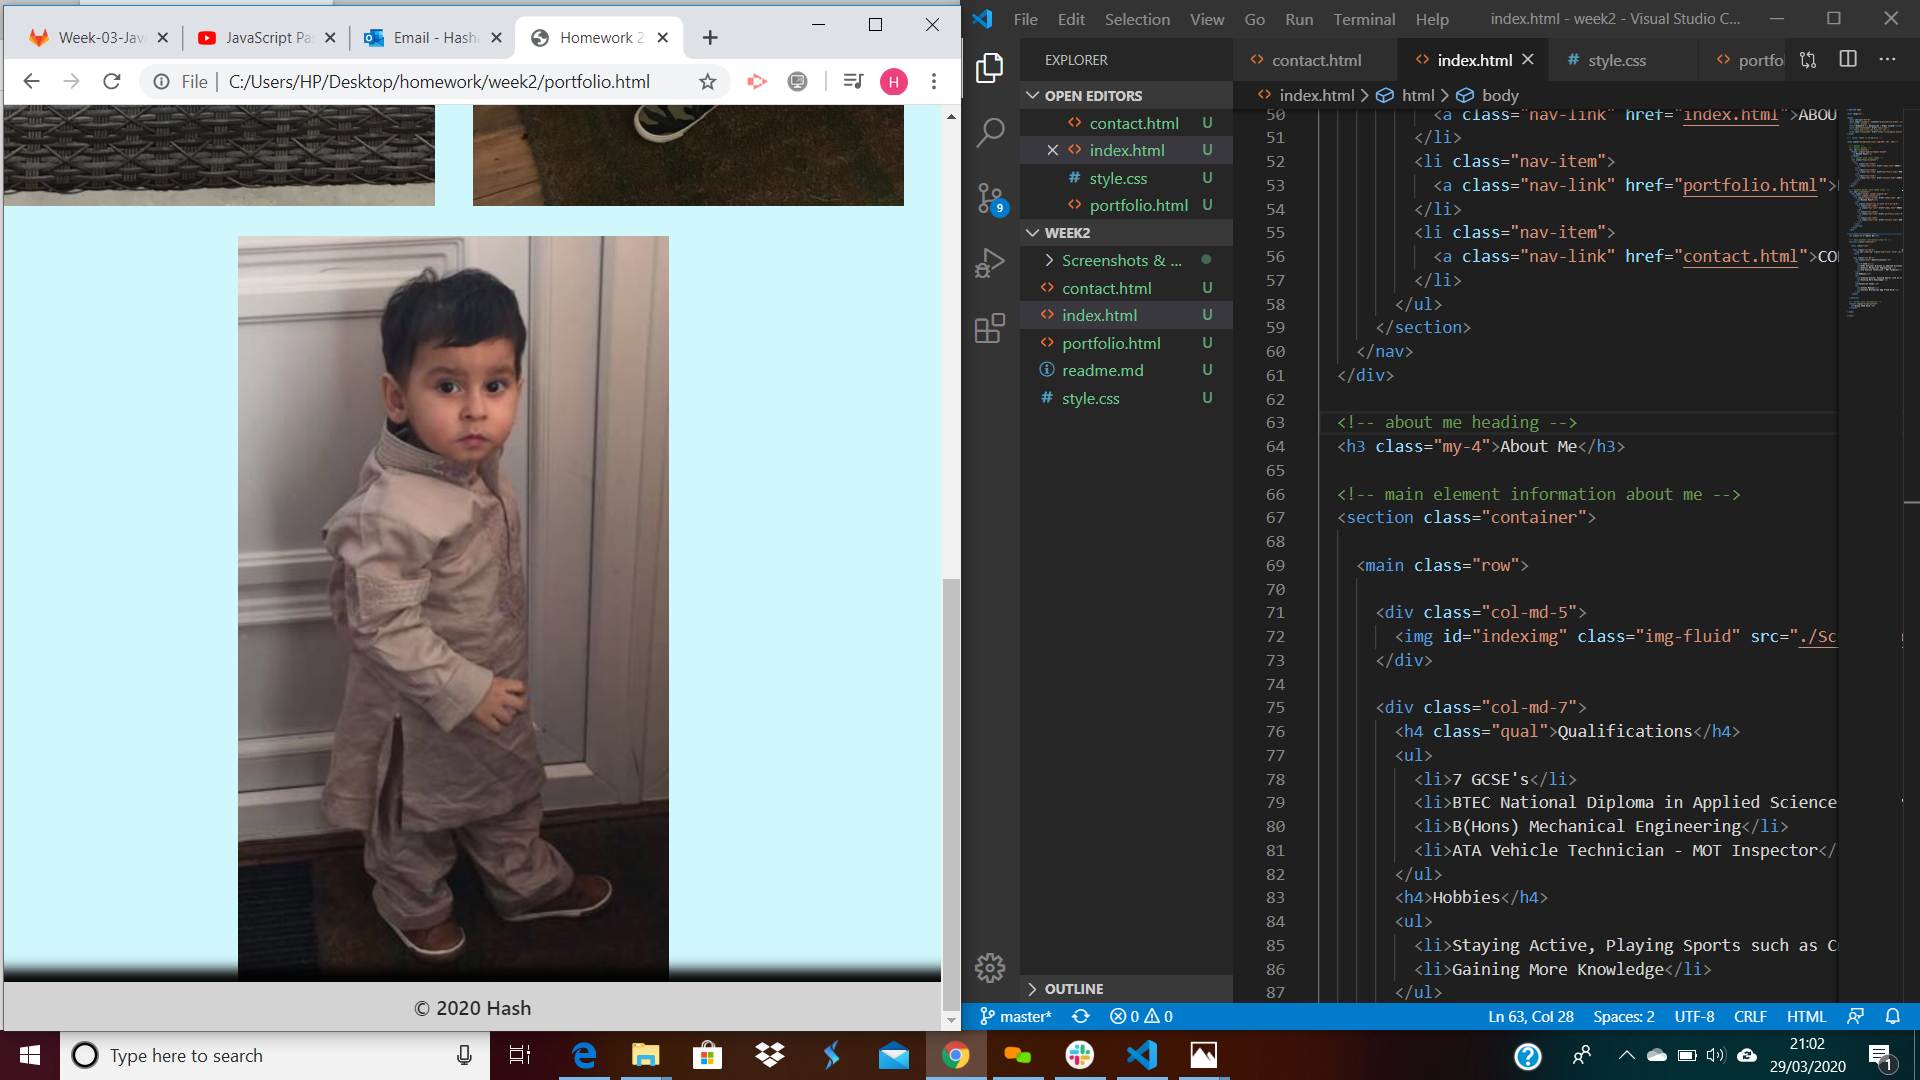 Week-03-Jav
JavaScript Pa
Email - Hash
Homework 2
File | C:/Users/HP/Desktop/homework/week2/portfolio.html
H
© 2020 Hash
File Edit Selection View Go Run Terminal Help
index.html - week2 - Visual Studio C...
EXPLORER
OPEN EDITORS
contact.html U
index.html U
style.css U
portfolio.html U
9
WEEK2
Screenshots & ...
contact.html U
index.html U
portfolio.html U
readme.md U
style.css U
OUTLINE
contact.html
index.html
style.css
portfo
index.html > html > body
50 <a class="nav-link" href="index.html">ABOU
51 </li>
52 <li class="nav-item">
53 <a class="nav-link" href="portfolio.html">
54 </li>
55 <li class="nav-item">
56 <a class="nav-link" href="contact.html">CO
57 </li>
58 </ul>
59 </section>
60 </nav>
61 </div>
62
63 <!-- about me heading -->
64 <h3 class="my-4">About Me</h3>
65
66 <!-- main element information about me -->
67 <section class="container">
68
69 <main class="row">
70
71 <div class="col-md-5">
72 <img id="indeximg" class="img-fluid" src="./Sc
73 </div>
74
75 <div class="col-md-7">
76 <h4 class="qual">Qualifications</h4>
77 <ul>
78 <li>7 GCSE's</li>
79 <li>BTEC National Diploma in Applied Science
80 <li>B(Hons) Mechanical Engineering</li>
81 <li>ATA Vehicle Technician - MOT Inspector</
82 </ul>
83 <h4>Hobbies</h4>
84 <ul>
85 <li>Staying Active, Playing Sports such as C
86 <li>Gaining More Knowledge</li>
87 </ul>
master* 0 0
Ln 63, Col 28 Spaces: 2 UTF-8 CRLF HTML
Type here to search
21:02
29/03/2020
1